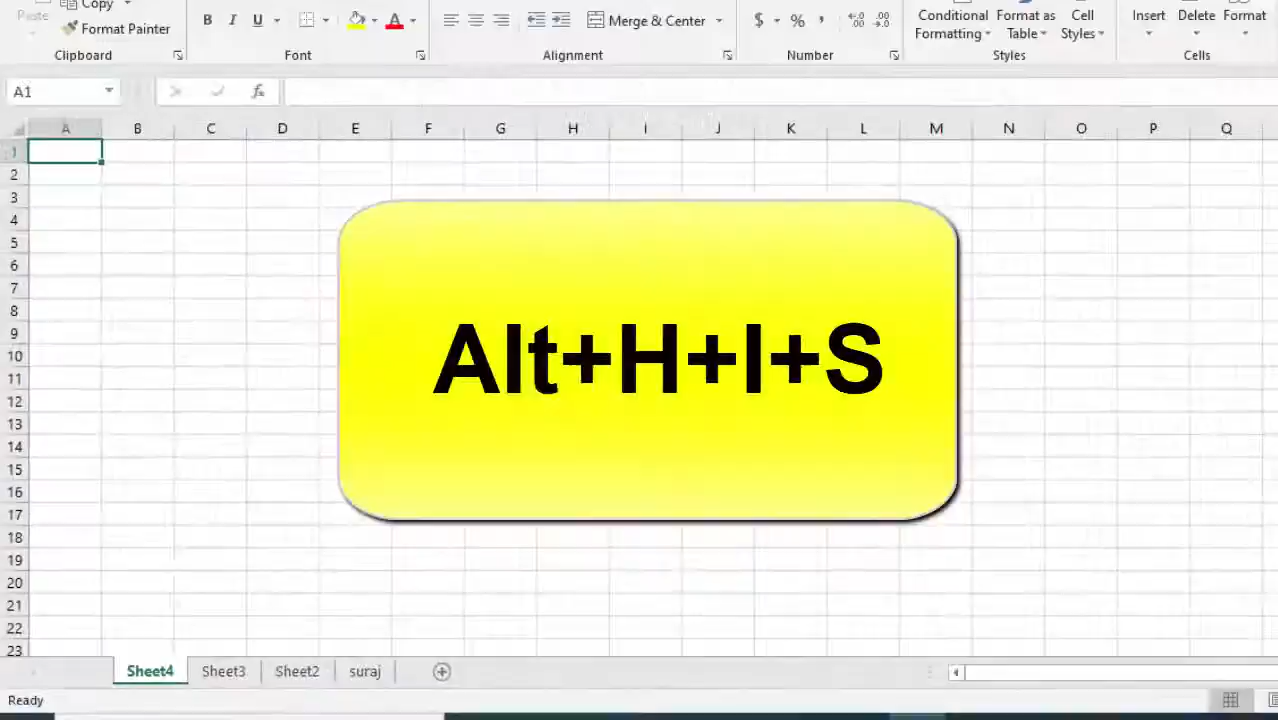 Paste
Copy
Format Painter
B I U A
Merge & Center
$ % ,
Conditional Formatting
Format as Table
Cell Styles
Insert
Delete
Format
Clipboard
Font
Alignment
Number
Styles
Cells
A1
fx
A B C D E F G H I J K L M N O P Q
1
2
3
4
5
6
7
8
9
10
11
12
13
14
15
16
17
18
19
20
21
22
23
Alt+H+I+S
Sheet4 Sheet3 Sheet2 suraj
Ready